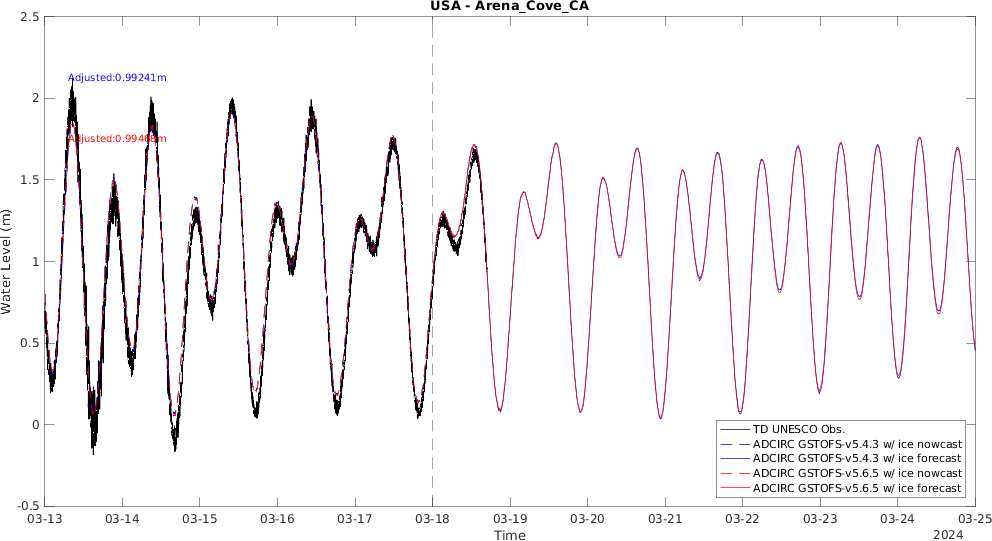 USA - Arena_Cove_CA
Water Level (m)
2.5
2
1.5
1
0.5
0
-0.5
Adjusted:0.99241m
TD UNESCO Obs.
ADCIRC GSTOFS-v5.4.3 w/ ice nowcast
ADCIRC GSTOFS-v5.4.3 w/ ice forecast
ADCIRC GSTOFS-v5.6.5 w/ ice nowcast
ADCIRC GSTOFS-v5.6.5 w/ ice forecast
03-13 03-14 03-15 03-16 03-17 03-18 03-19 03-20 03-21 03-22 03-23 03-24 03-25
Time
2024